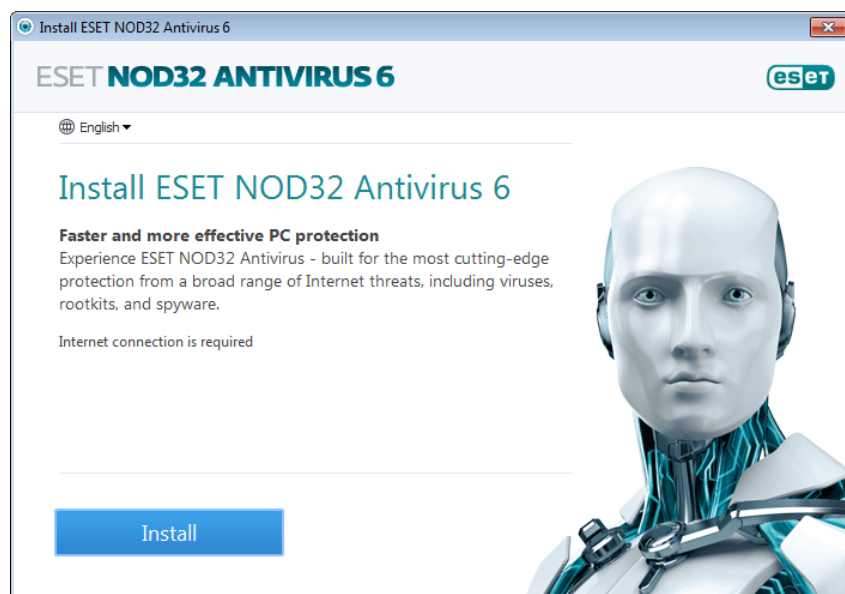 Install ESET NOD32 Antivirus 6
ESET NOD32 ANTIVIRUS 6
eseT
English
Install ESET NOD32 Antivirus 6
Faster and more effective PC protection
Experience ESET NOD32 Antivirus - built for the most cutting-edge
protection from a broad range of Internet threats, including viruses,
rootkits, and spyware.
Internet connection is required
Install